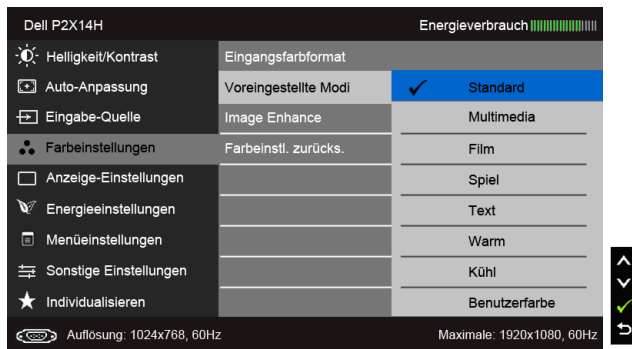 Dell P2X14H
Energieverbrauch
Helligkeit/Kontrast
Eingangsfarbformat
Auto-Anpassung
Voreingestellte Modi
Standard
Eingabe-Quelle
Image Enhance
Multimedia
Farbeinstellungen
Farbeinstl. zurücks.
Film
Anzeige-Einstellungen
Spiel
Energieeinstellungen
Text
Menüeinstellungen
Warm
Sonstige Einstellungen
Kühl
Individualisieren
Benutzerfarbe
Auflösung: 1024x768, 60Hz
Maximale: 1920x1080, 60Hz